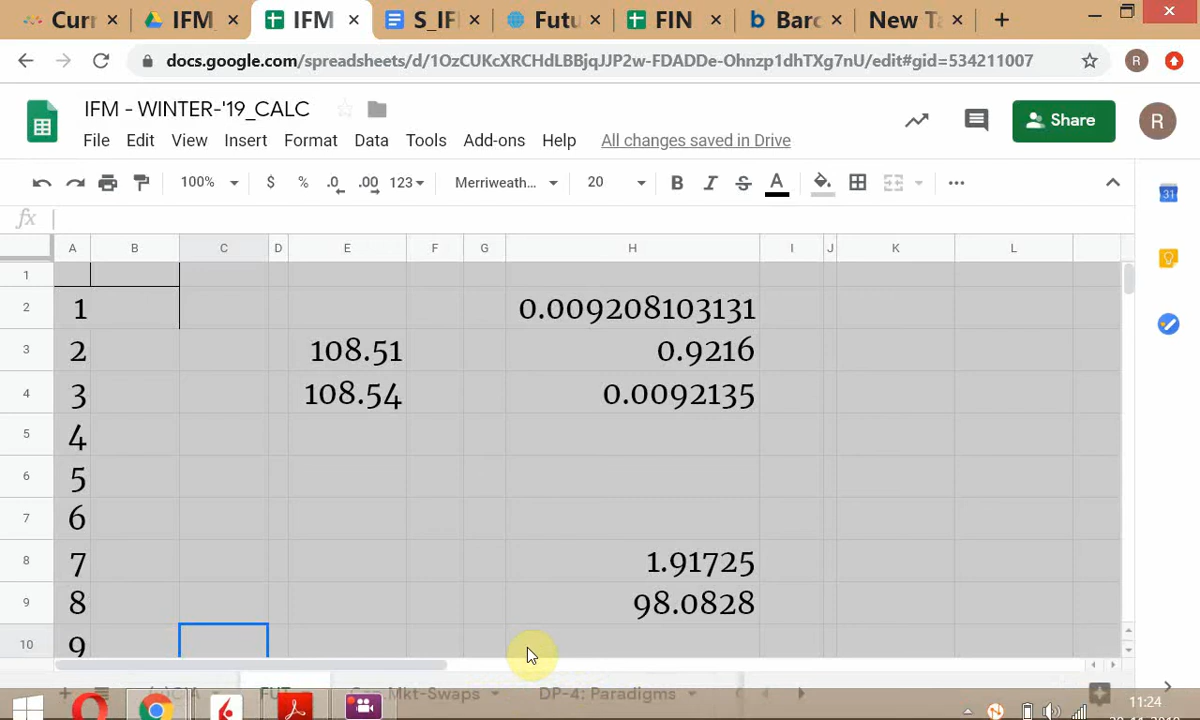 Curr IFM IFM S_IF Futu FIN Barc New Ta
docs.google.com/spreadsheets/d/1OzCUKcXRCHdLBBjqJJP2w-FDADDe-Ohnzp1dhTXg7nU/edit#gid=534211007 R
IFM - WINTER-'19_CALC
File Edit View Insert Format Data Tools Add-ons Help All changes saved in Drive
Share R
100% $ % .0 .00 123 Merriweath... 20 B I S A
31
fx
A B C D E F G H I J K L
1
2 1 0.009208103131
3 2 108.51 0.9216
4 3 108.54 0.0092135
5 4
6 5
7 6
8 7 1.91725
9 8 98.0828
10 9
Mkt-Swaps DP-4: Paradigms
11:24